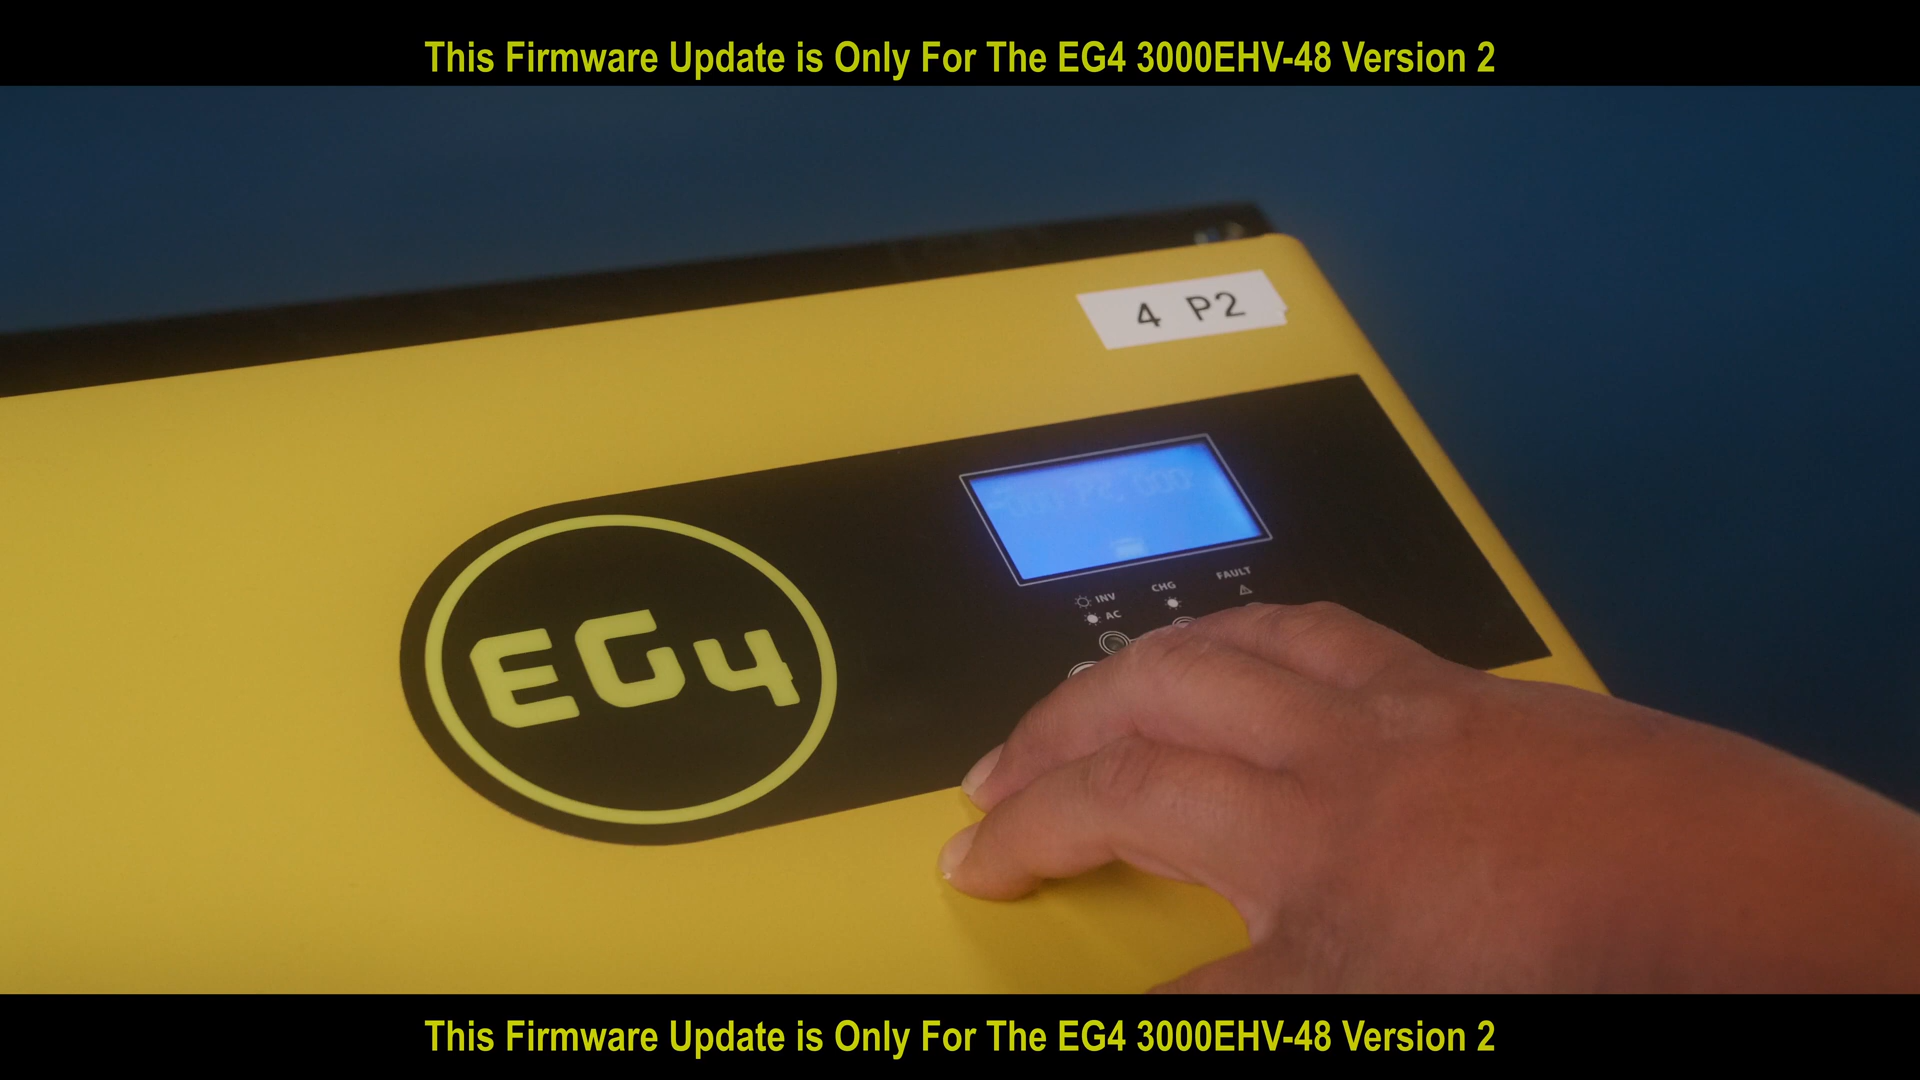 This Firmware Update is Only For The EG4 3000EHV-48 Version 2
4 P2
INV
CHG
FAULT
AC
EG4
This Firmware Update is Only For The EG4 3000EHV-48 Version 2